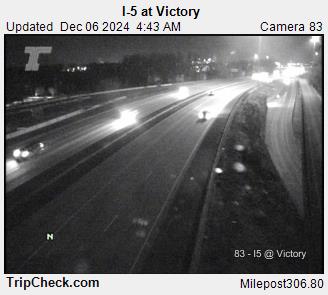 I-5 at Victory
Updated Dec 06 2024 4:43 AM Camera 83
T
N
83 - I5 @ Victory
TripCheck.com Milepost306.80